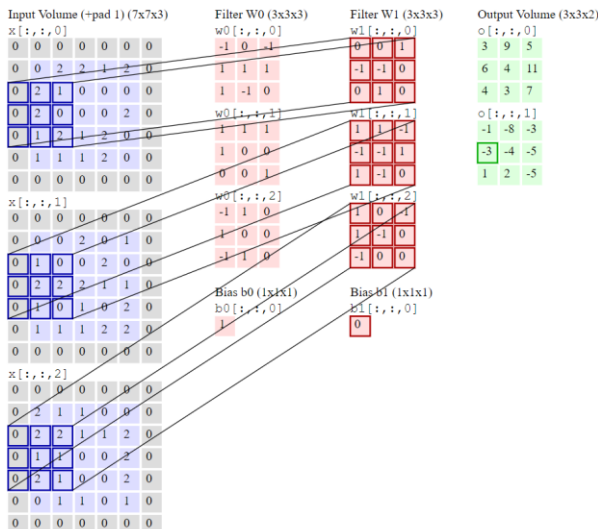 Input Volume (+pad 1) (7x7x3)
x[:,:,0]
0 0 0 0 0 0 0
0 0 2 2 1 2 0
0 2 1 0 0 0 0
0 2 0 0 0 2 0
0 1 2 1 2 0 0
0 1 1 1 2 0 0
0 0 0 0 0 0 0
x[:,:,1]
0 0 0 0 0 0 0
0 0 0 2 0 1 0
0 1 0 0 2 0 0
0 2 2 2 1 1 0
0 1 0 1 0 2 0
0 1 1 1 2 2 0
0 0 0 0 0 0 0
x[:,:,2]
0 0 0 0 0 0 0
0 2 1 1 0 0 0
0 2 2 1 1 2 0
0 1 1 0 0 0 0
0 2 1 0 0 2 0
0 0 1 1 0 1 0
0 0 0 0 0 0 0
Filter W0 (3x3x3)
w0[:,:,0]
-1 0 -1
1 1 1
1 -1 0
w0[:,:,1]
1 1 1
1 0 0
0 0 1
w0[:,:,2]
-1 1 0
1 0 0
-1 1 0
Bias b0 (1x1x1)
b0[:,:,0]
1
Filter W1 (3x3x3)
w1[:,:,0]
0 0 1
-1 -1 0
0 1 0
w1[:,:,1]
1 1 -1
-1 -1 1
1 -1 0
w1[:,:,2]
1 0 -1
1 -1 0
-1 0 0
Bias b1 (1x1x1)
b1[:,:,0]
0
Output Volume (3x3x2)
o[:,:,0]
3 9 5
6 4 11
4 3 7
o[:,:,1]
-1 -8 -3
-3 -4 -5
1 2 -5